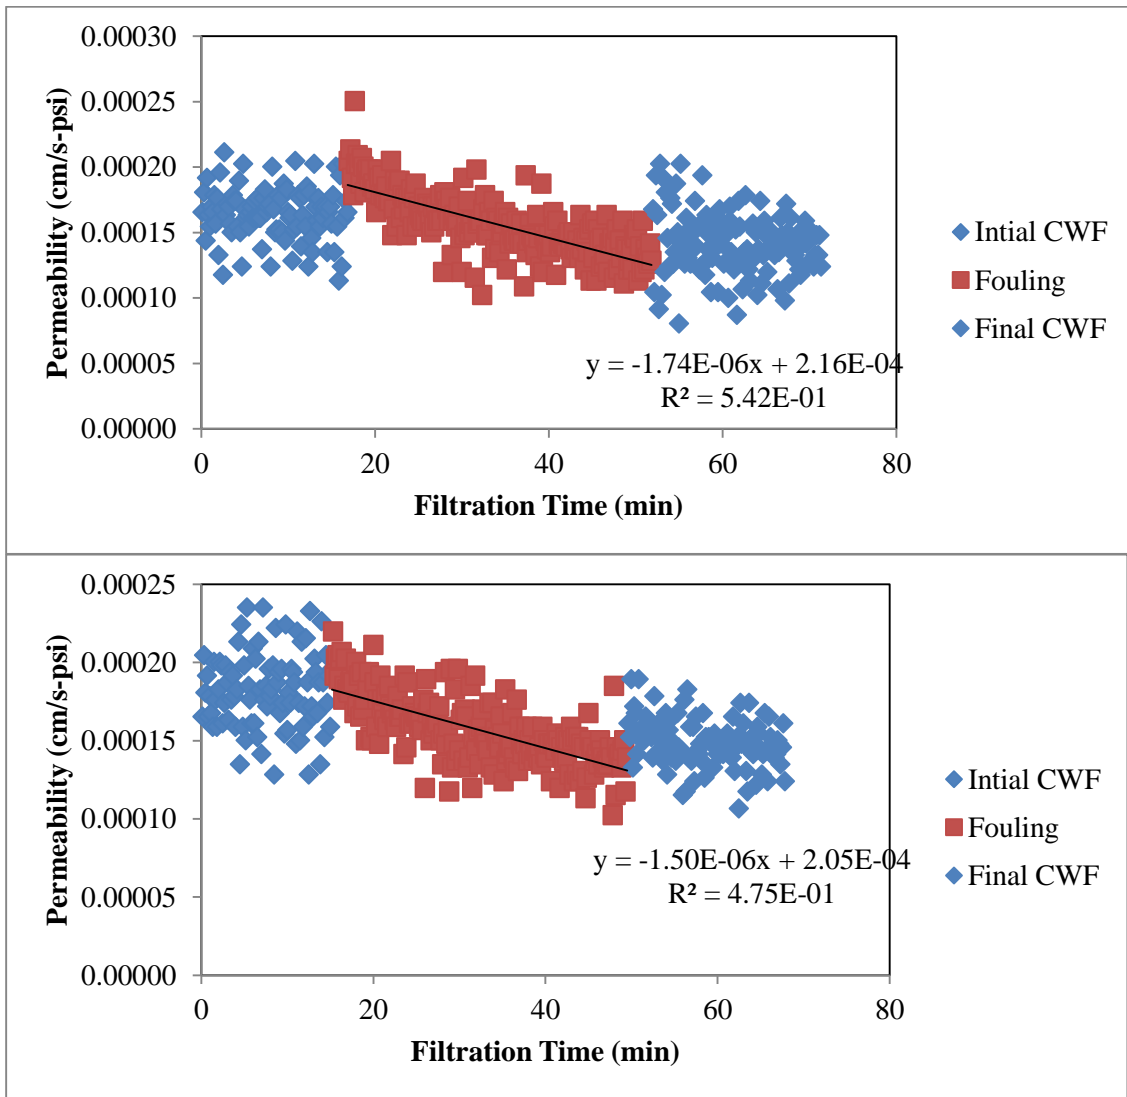 0.00030
0.00025
0.00020
0.00015
0.00010
0.00005
0.00000
Permeability (cm/s-psi)
y = -1.74E-06x + 2.16E-04
R² = 5.42E-01
0 20 40 60 80
Filtration Time (min)
Intial CWF
Fouling
Final CWF
0.00025
0.00020
0.00015
0.00010
0.00005
0.00000
Permeability (cm/s-psi)
y = -1.50E-06x + 2.05E-04
R² = 4.75E-01
0 20 40 60 80
Filtration Time (min)
Intial CWF
Fouling
Final CWF